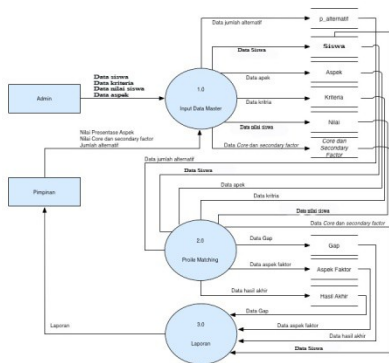 Data jumlah alternatif
p_alternatif
Data Siswa
Siswa
Data siswa
Data kriteria
Data nilai siswa
Data aspek
1.0
Input Data Master
Data apek
Aspek
Admin
Data kritria
Kriteria
Data nilai siswa
Nilai
Nilai Presentase Aspek
Nilai Core dan secondary factor
Jumlah alternatif
Data Core dan secondary factor
Core dan
Secondary
Factor
Data jumlah alternatif
Data Siswa
Data apek
Pimpinan
Data kritria
Data nilai siswa
Data Core dan secondary factor
2.0
Profile Matching
Data Gap
Gap
Data aspek faktor
Aspek Faktor
Data hasil akhir
Hasil Akhir
Data Gap
3.0
Laporan
Data aspek faktor
Laporan
Data hasil akhir
Data Siswa